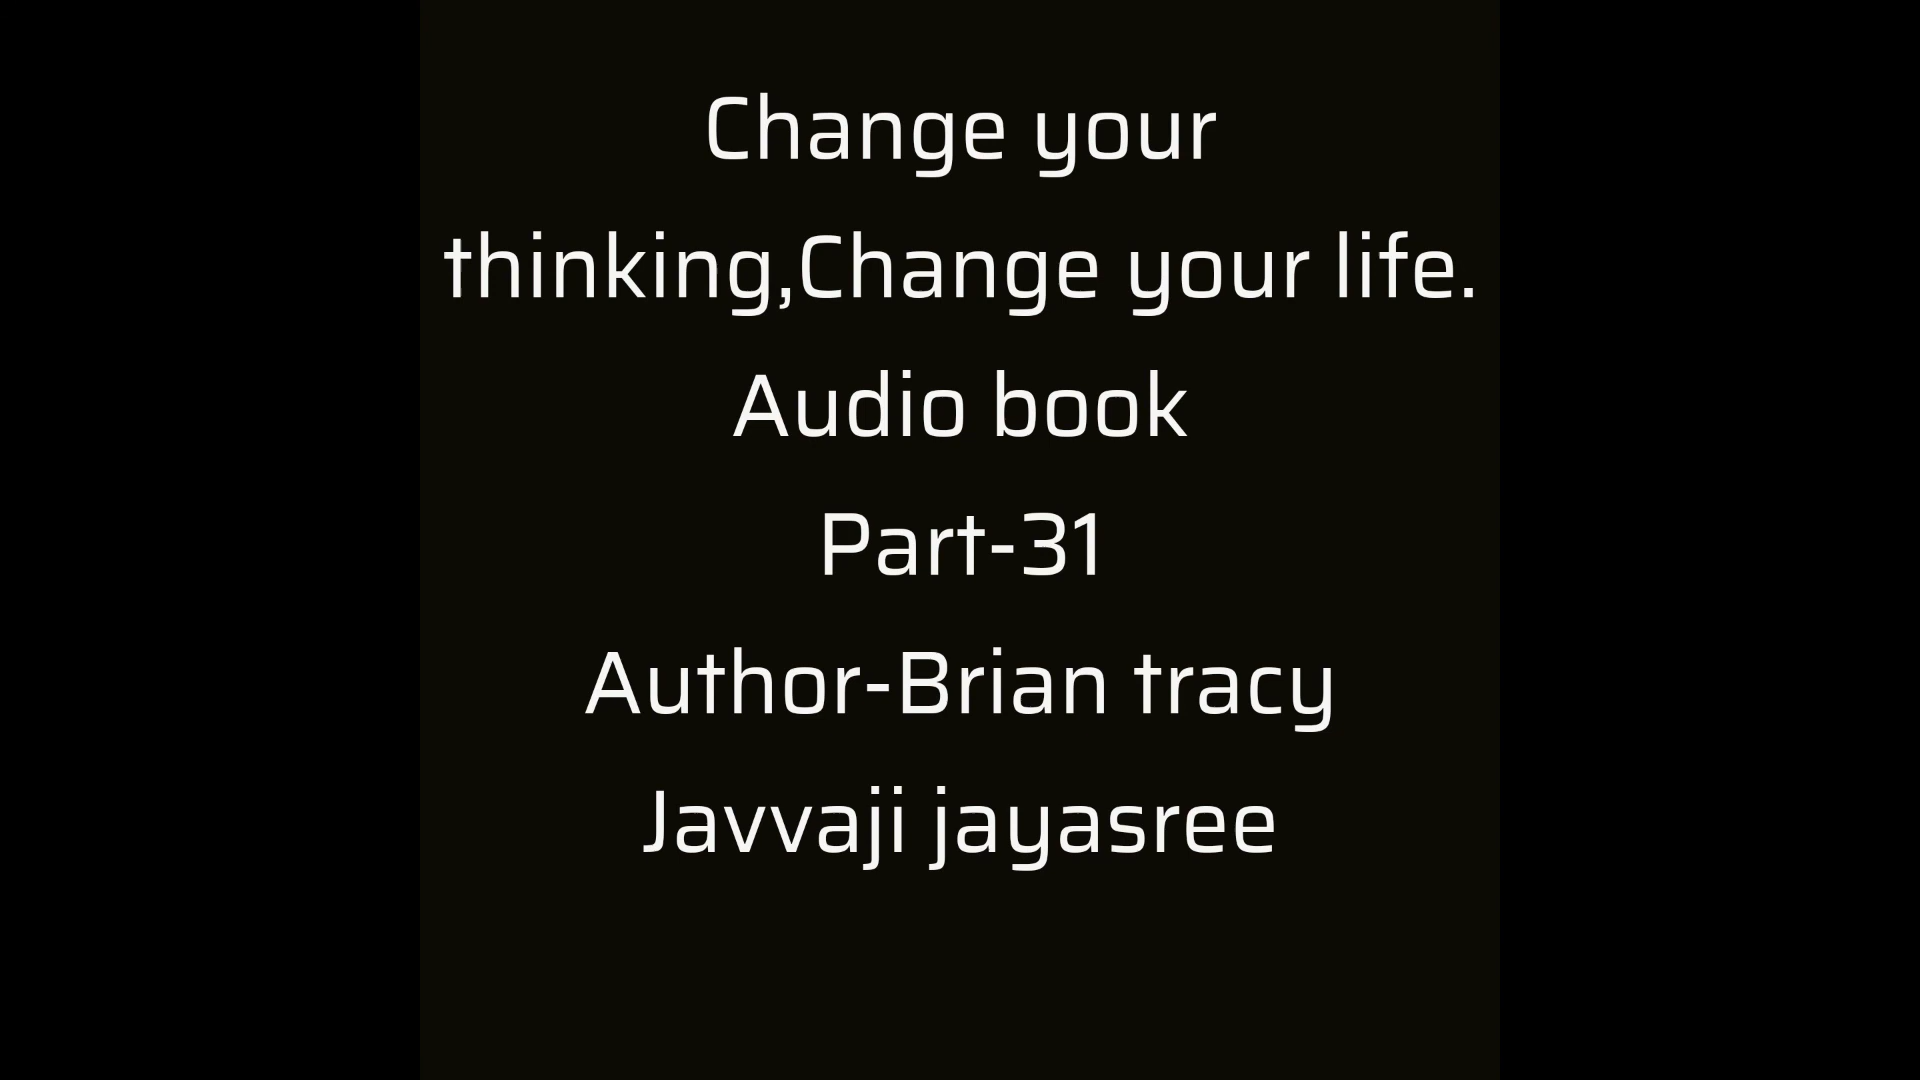 Change your
thinking,Change your life.
Audio book
Part-31
Author-Brian tracy
Javvaji jayasree